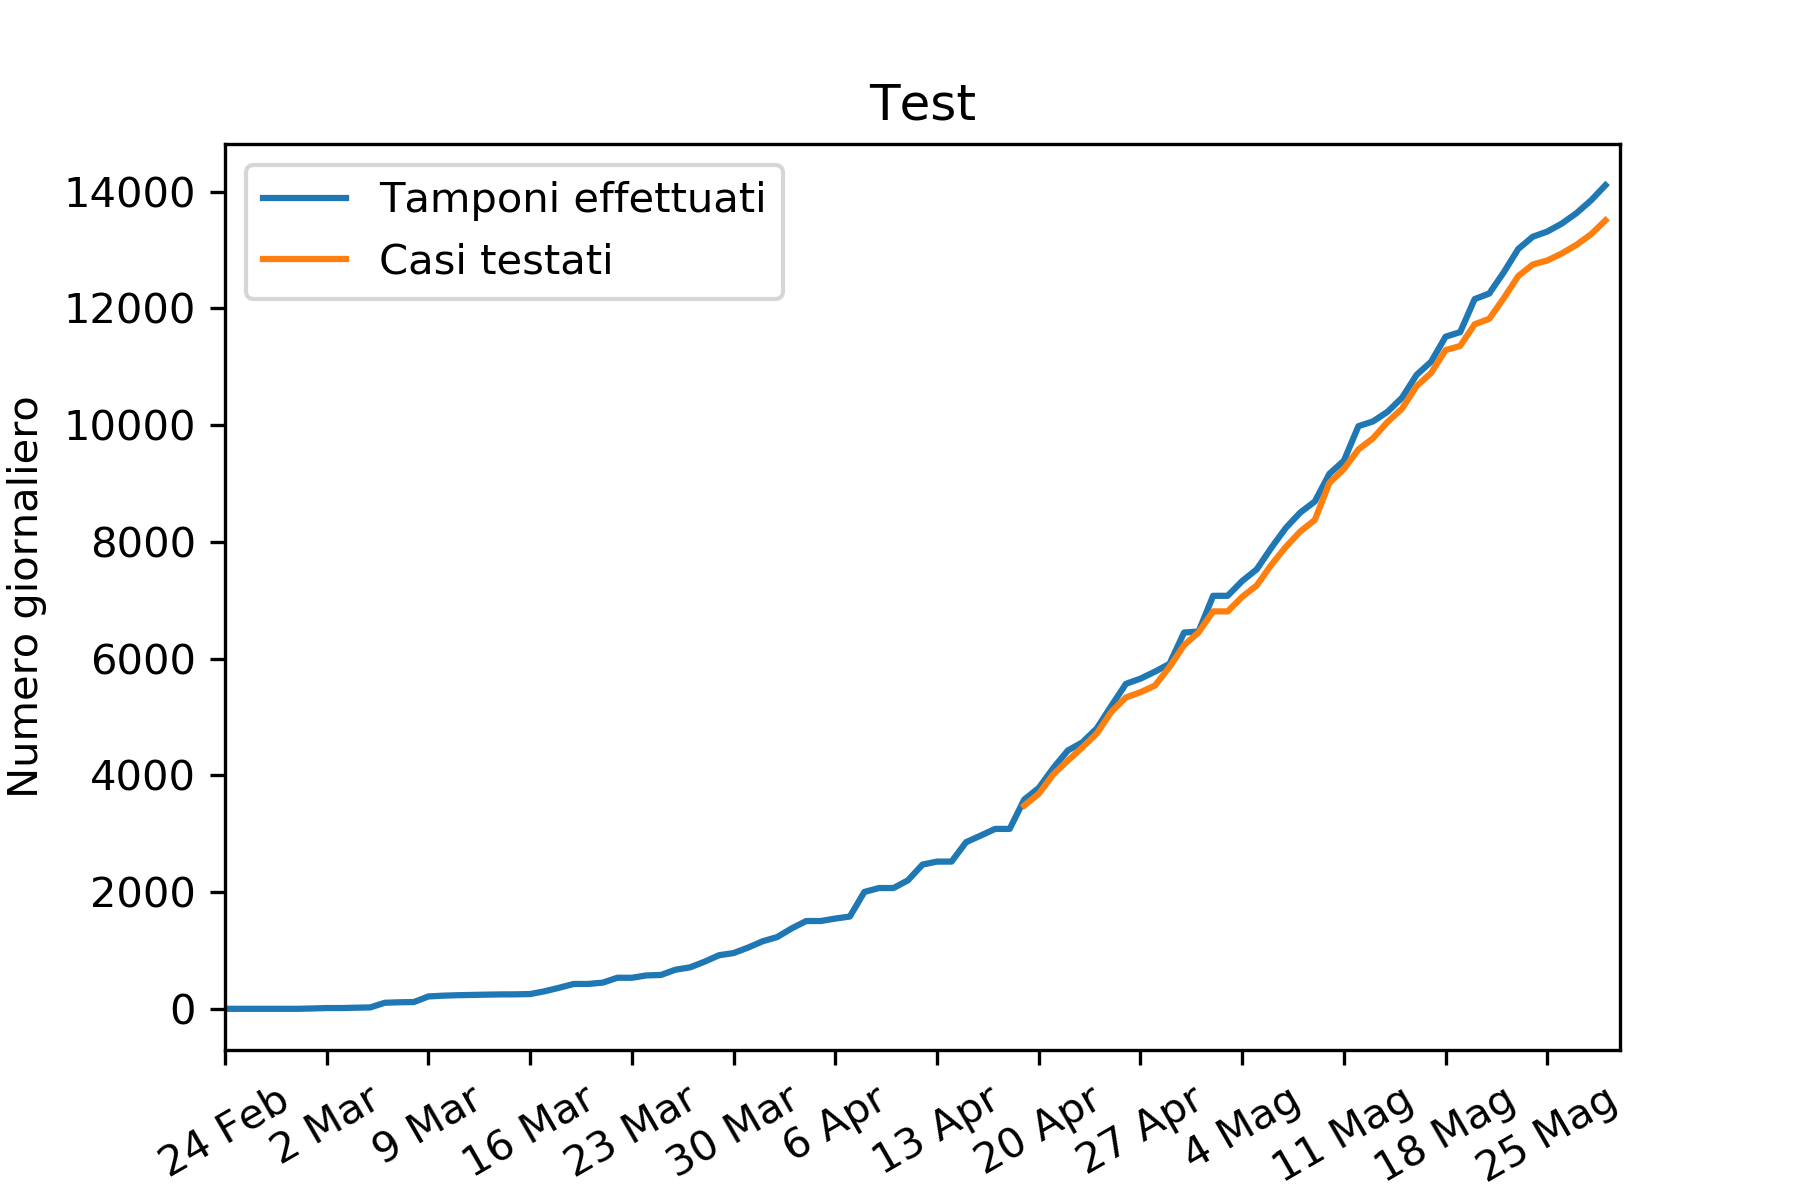 Test
Tamponi effettuati
Casi testati
Numero giornaliero
14000
12000
10000
8000
6000
4000
2000
0
24 Feb
2 Mar
9 Mar
16 Mar
23 Mar
30 Mar
6 Apr
13 Apr
20 Apr
27 Apr
4 Mag
11 Mag
18 Mag
25 Mag